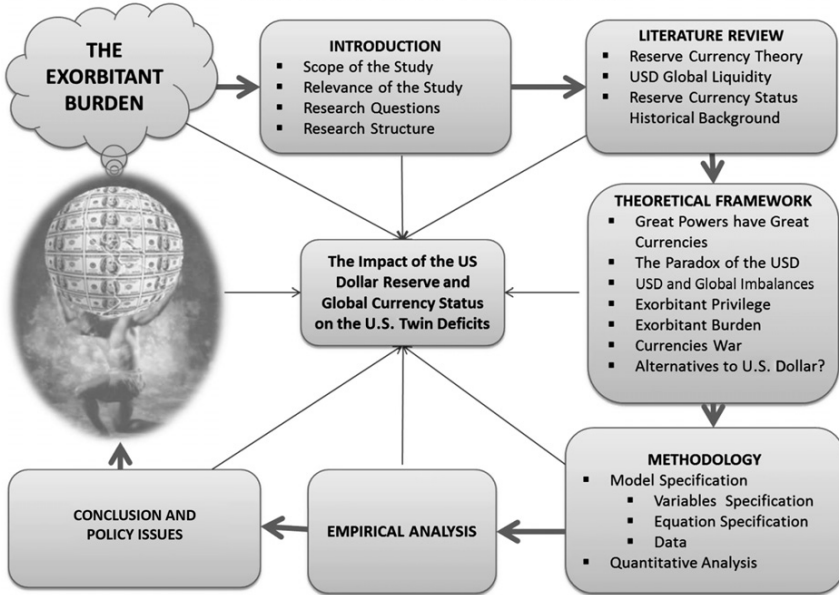 THE
EXORBITANT
BURDEN
INTRODUCTION
▪ Scope of the Study
▪ Relevance of the Study
▪ Research Questions
▪ Research Structure
LITERATURE REVIEW
▪ Reserve Currency Theory
▪ USD Global Liquidity
▪ Reserve Currency Status
Historical Background
THEORETICAL FRAMEWORK
▪ Great Powers have Great
Currencies
▪ The Paradox of the USD
▪ USD and Global Imbalances
▪ Exorbitant Privilege
▪ Exorbitant Burden
▪ Currencies War
▪ Alternatives to U.S. Dollar?
The Impact of the US
Dollar Reserve and
Global Currency Status
on the U.S. Twin Deficits
METHODOLOGY
▪ Model Specification
▪ Variables Specification
▪ Equation Specification
▪ Data
▪ Quantitative Analysis
EMPIRICAL ANALYSIS
CONCLUSION AND
POLICY ISSUES